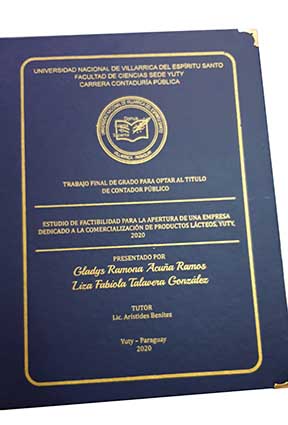 UNIVERSIDAD NACIONAL DE VILLARRICA DEL ESPÍRITU SANTO
FACULTAD DE CIENCIAS SEDE YUTY
CARRERA CONTADURÍA PÚBLICA
VILLARRICA - PARAGUAY
TRABAJO FINAL DE GRADO PARA OPTAR AL TITULO
DE CONTADOR PÚBLICO
ESTUDIO DE FACTIBILIDAD PARA LA APERTURA DE UNA EMPRESA
DEDICADO A LA COMERCIALIZACIÓN DE PRODUCTOS LÁCTEOS, YUTY,
2020
PRESENTADO POR
Gladys Ramona Acuña Ramos
Liza Fabiola Talavera González
TUTOR
Lic. Arístides Benítez
Yuty - Paraguay
2020